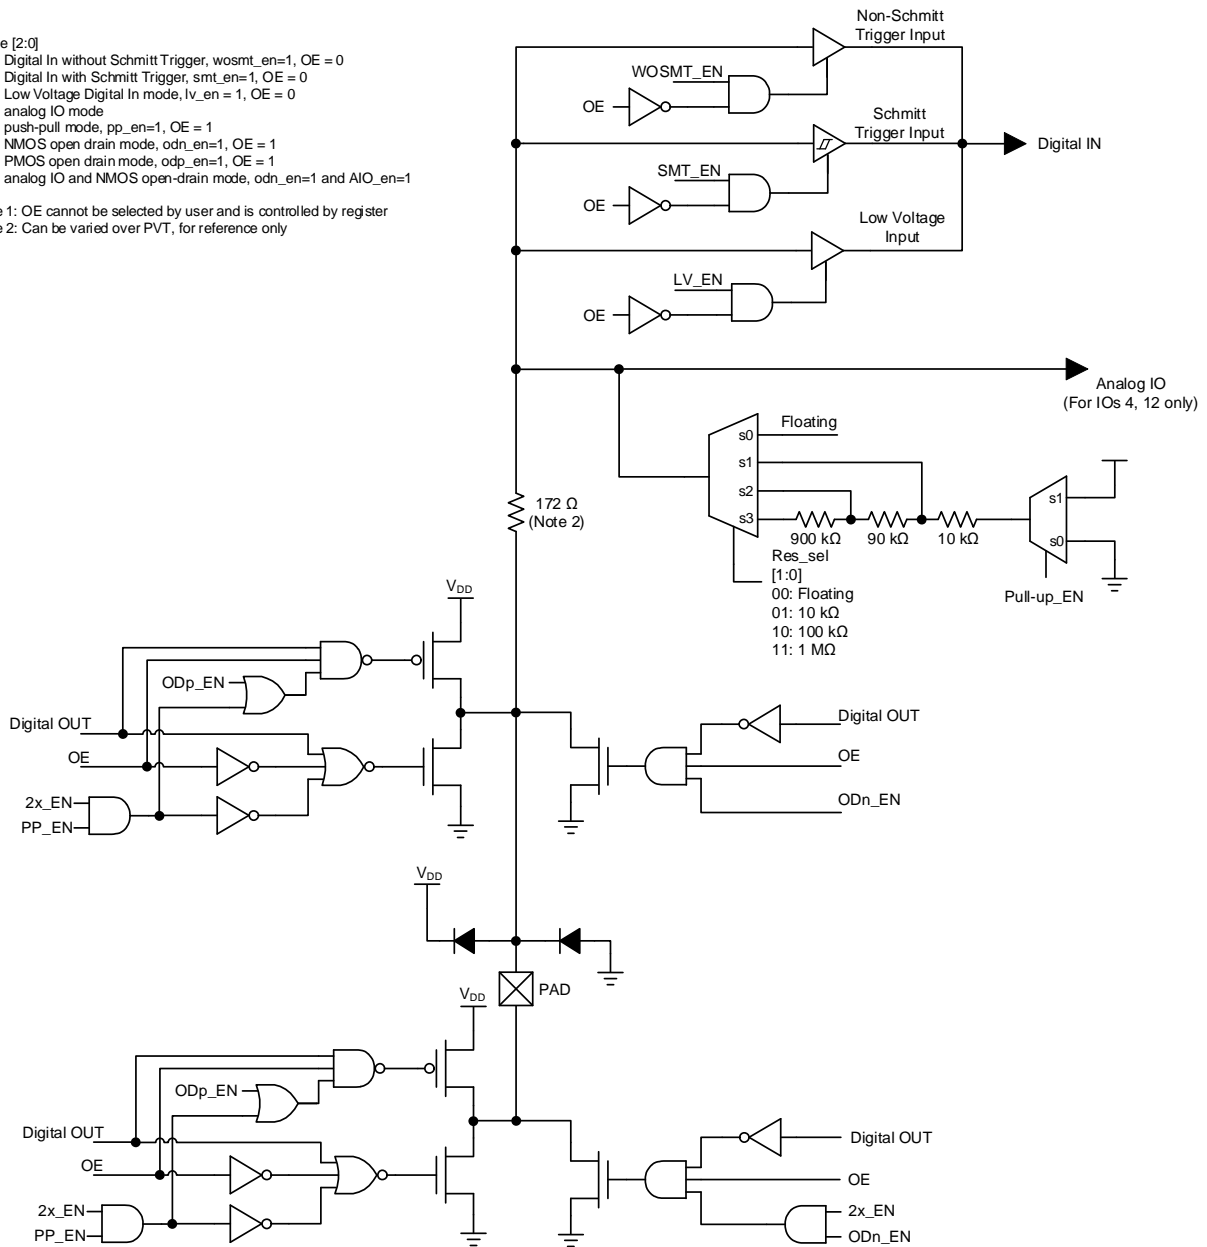 e [2:0]
Digital In without Schmitt Trigger, wosmt_en=1, OE = 0
Digital In with Schmitt Trigger, smt_en=1, OE = 0
Low Voltage Digital In mode, lv_en = 1, OE = 0
analog IO mode
push-pull mode, pp_en=1, OE = 1
NMOS open drain mode, odn_en=1, OE = 1
PMOS open drain mode, odp_en=1, OE = 1
analog IO and NMOS open-drain mode, odn_en=1 and AIO_en=1
e 1: OE cannot be selected by user and is controlled by register
e 2: Can be varied over PVT, for reference only
Non-Schmitt
Trigger Input
WOSMT_EN
OE
Schmitt
Trigger Input
Digital IN
SMT_EN
OE
Low Voltage
Input
LV_EN
OE
Analog IO
(For IOs 4, 12 only)
Floating
s0
s1
s2
s3
900 kΩ
90 kΩ
10 kΩ
s1
s0
Pull-up_EN
Res_sel
[1:0]
00: Floating
01: 10 kΩ
10: 100 kΩ
11: 1 MΩ
172 Ω
(Note 2)
VDD
ODp_EN
Digital OUT
OE
2x_EN
PP_EN
Digital OUT
OE
ODn_EN
VDD
PAD
VDD
ODp_EN
Digital OUT
OE
2x_EN
PP_EN
Digital OUT
OE
2x_EN
ODn_EN